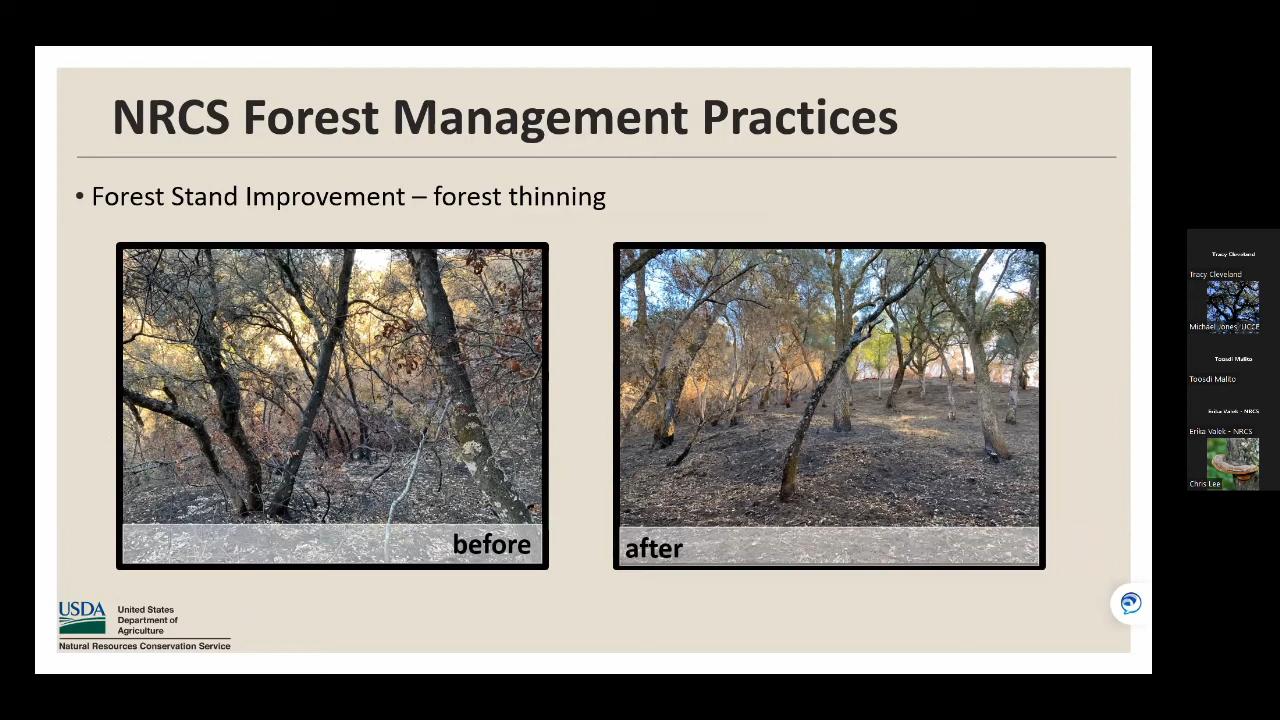 NRCS Forest Management Practices
• Forest Stand Improvement – forest thinning
before
after
USDA
United States
Department of
Agriculture
Natural Resources Conservation Service
Tracy Cleveland
Tracy Cleveland
Michael Jones, UCCE
Toosdi Malito
Toosdi Malito
Erika Valek - NRCS
Erika Valek - NRCS
Chris Lee